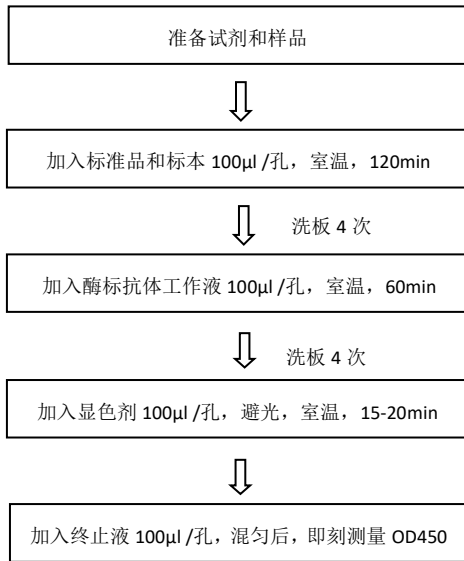 准备试剂和样品
加入标准品和标本 100μl /孔，室温，120min
洗板 4 次
加入酶标抗体工作液 100μl /孔，室温，60min
洗板 4 次
加入显色剂 100μl /孔，避光，室温，15-20min
加入终止液 100μl /孔，混匀后，即刻测量 OD450